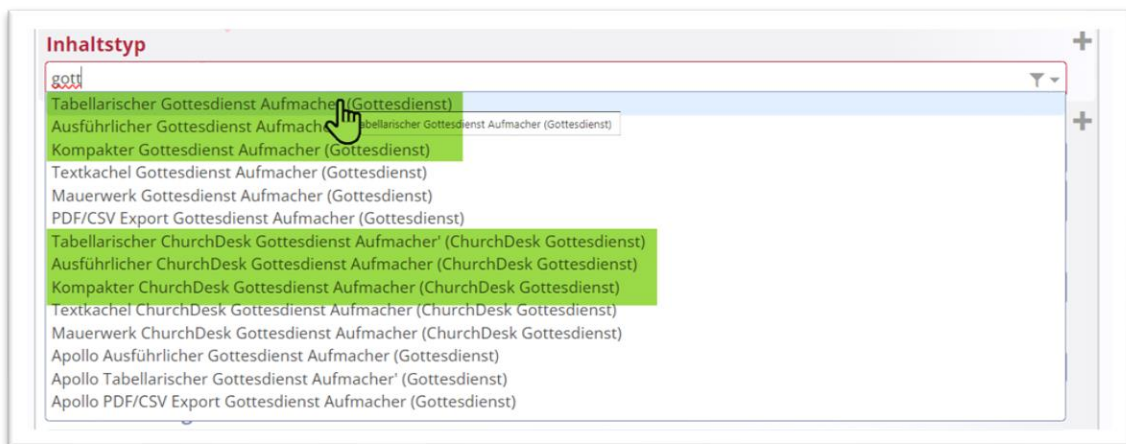 Inhaltstyp
gott
Tabellarischer Gottesdienst Aufmacher (Gottesdienst)
Ausführlicher Gottesdienst Aufmacher
abellarischer Gottesdienst Aufmacher (Gottesdienst)
Kompakter Gottesdienst Aufmacher (Gottesdienst)
Textkachel Gottesdienst Aufmacher (Gottesdienst)
Mauerwerk Gottesdienst Aufmacher (Gottesdienst)
PDF/CSV Export Gottesdienst Aufmacher (Gottesdienst)
Tabellarischer ChurchDesk Gottesdienst Aufmacher' (ChurchDesk Gottesdienst)
Ausführlicher ChurchDesk Gottesdienst Aufmacher (ChurchDesk Gottesdienst)
Kompakter ChurchDesk Gottesdienst Aufmacher (ChurchDesk Gottesdienst)
Textkachel ChurchDesk Gottesdienst Aufmacher (ChurchDesk Gottesdienst)
Mauerwerk ChurchDesk Gottesdienst Aufmacher (ChurchDesk Gottesdienst)
Apollo Ausführlicher Gottesdienst Aufmacher (Gottesdienst)
Apollo Tabellarischer Gottesdienst Aufmacher' (Gottesdienst)
Apollo PDF/CSV Export Gottesdienst Aufmacher (Gottesdienst)